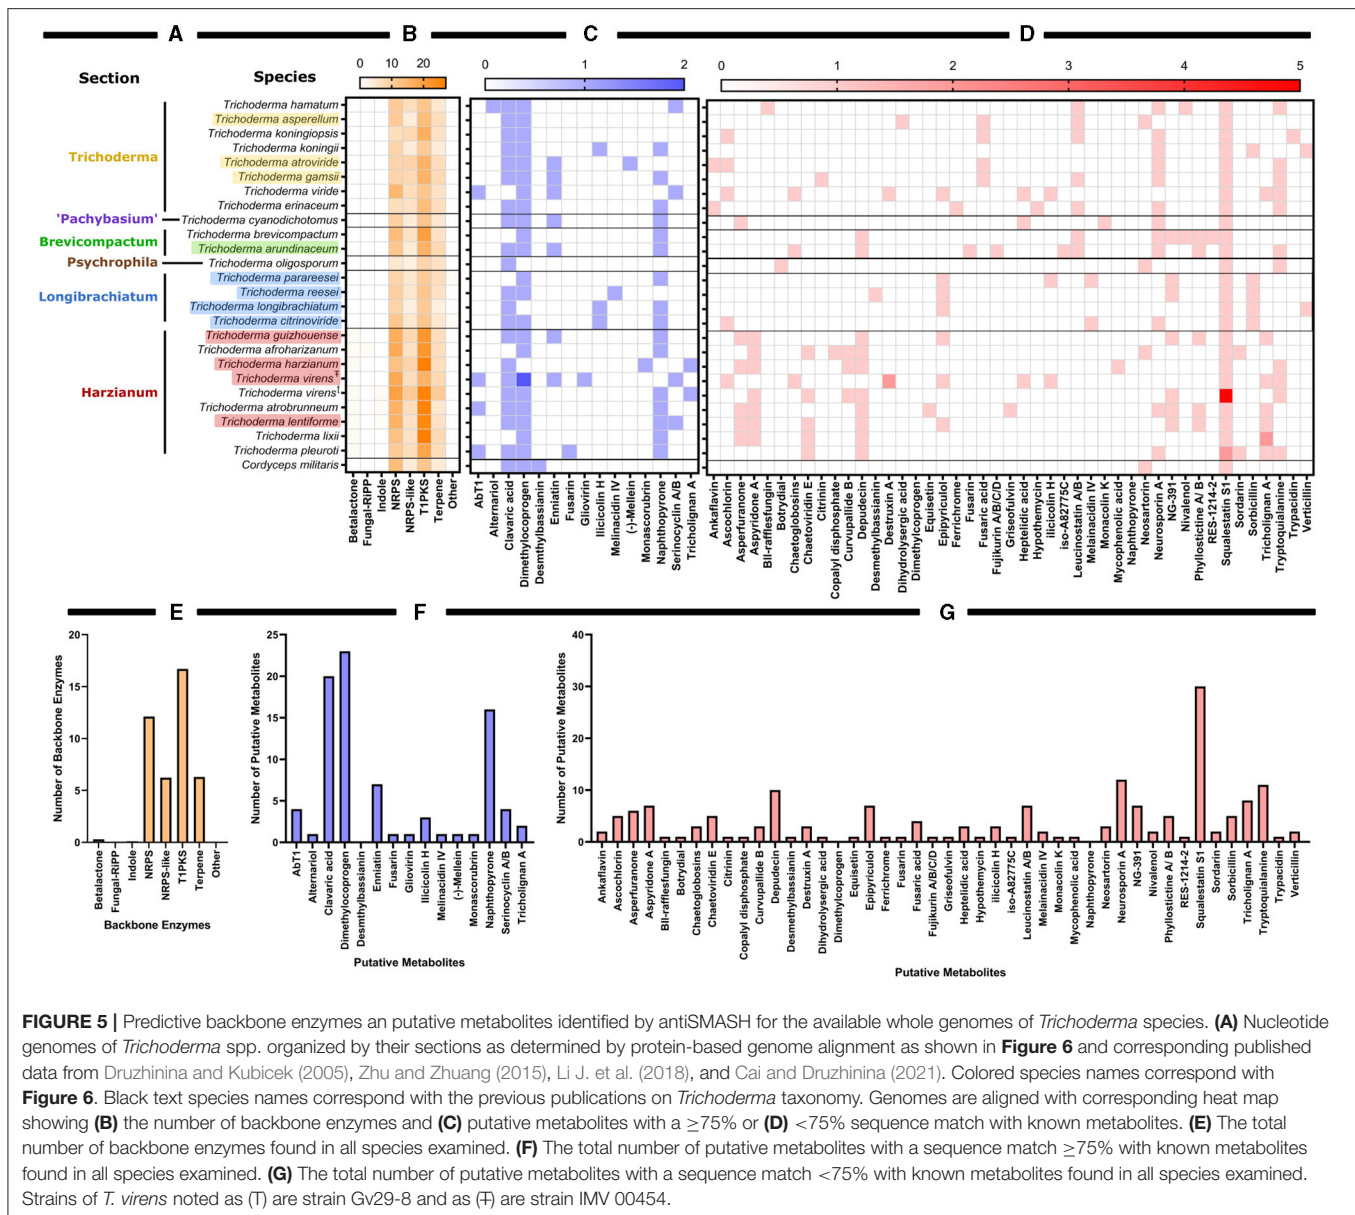 A B C D
Section Species
0 10 20
0 1 2
0 1 2 3 4 5
Trichoderma
'Pachybasium'
Brevicompactum
Psychrophila
Longibrachiatum
Harzianum
Trichoderma hamatum
Trichoderma asperellum
Trichoderma koningiopsis
Trichoderma koningii
Trichoderma atroviride
Trichoderma gamsii
Trichoderma viride
Trichoderma erinaceum
Trichoderma cyanodichotomus
Trichoderma brevicompactum
Trichoderma arundinaceum
Trichoderma oligosporum
Trichoderma parareesei
Trichoderma reesei
Trichoderma longibrachiatum
Trichoderma citrinoviride
Trichoderma guizhouense
Trichoderma afroharizanum
Trichoderma harzianum
Trichoderma virens Ŧ
Trichoderma virens T
Trichoderma atrobrunneum
Trichoderma lentiforme
Trichoderma lixii
Trichoderma pleuroti
Cordyceps militaris
Betalactone
Fungal-RiPP
Indole
NRPS
NRPS-like
T1PKS
Terpene
Other
AbT1
Alternariol
Clavaric acid
Dimethylcoprogen
Desmthylbassianin
Enniatin
Fusarin
Gliovirin
Ilicicolin H
Melinacidin IV
(-)-Mellein
Monascorubrin
Naphthopyrone
Serinocyclin A/B
Tricholignan A
Ankaflavin
Ascochlorin
Asperfuranone
Aspyridone A
BII-rafflesfungin
Botrydial
Chaetoglobosins
Chaetoviridin E
Citrinin
Copalyl disphosphate
Curvupallide B
Depudecin
Desmethylbassianin
Destruxin A
Dihydrolysergic acid
Dimethylcoprogen
Equisetin
Epipyriculol
Ferrichrome
Fusarin
Fusaric acid
Fujikurin A/B/C/D
Griseofulvin
Heptelidic acid
Hypothemycin
ilicicolin H
iso-A82775C
Leucinostatin A/B
Melainacidin IV
Monacolin K
Mycophenolic acid
Naphthopyrone
Neosartorin
Neurosporin A
NG-391
Nivalenol
Phyllostictine A/ B
RES-1214-2
Squalestatin S1
Sordarin
Sorbicillin
Tricholignan A
Tryptoquialanine
Trypacidin
Verticillin
E F G
Number of Backbone Enzymes
20
15
10
5
0
Betalactone
Fungal-RiPP
Indole
NRPS
NRPS-like
T1PKS
Terpene
Other
Backbone Enzymes
Number of Putative Metabolites
25
20
15
10
5
0
AbT1
Alternariol
Clavaric acid
Dimethylocoprogen
Desmthylbassianin
Enniatin
Fusarin
Gliovirin
Ilicicolin H
Melinacidin IV
(-)-Mellein
Monascorubrin
Naphthopyrone
Serinocyclin A/B
Tricholignan A
Putative Metabolites
Number of Putative Metabolites
40
30
20
10
0
Ankaflavin
Ascochlorin
Asperfuranone
Aspyridone A
BII-rafflesfungin
Botrydial
Chaetoglobosins
Chaetoviridin E
Citrinin
Copalyl disphosphate
Curvupallide B
Depudecin
Desmethylbassianin
Destruxin A
Dihydrolysergic acid
Dimethylcoprogen
Equisetin
Epipyriculol
Ferrichrome
Fusarin
Fusaric acid
Fujikurin A/B/C/D
Griseofulvin
Heptelidic acid
Hypothemycin
ilicicolin H
iso-A82775C
Leucinostatin A/B
Melainacidin IV
Monacolin K
Mycophenolic acid
Naphthopyrone
Neosartorin
Neurosporin A
NG-391
Nivalenol
Phyllostictine A/ B
RES-1214-2
Squalestatin S1
Sordarin
Sorbicillin
Tricholignan A
Tryptoquialanine
Trypacidin
Verticillin
Putative Metabolites
FIGURE 5 | Predictive backbone enzymes an putative metabolites identified by antiSMASH for the available whole genomes of Trichoderma species. (A) Nucleotide
genomes of Trichoderma spp. organized by their sections as determined by protein-based genome alignment as shown in Figure 6 and corresponding published
data from Druzhinina and Kubicek (2005), Zhu and Zhuang (2015), Li J. et al. (2018), and Cai and Druzhinina (2021). Colored species names correspond with
Figure 6. Black text species names correspond with the previous publications on Trichoderma taxonomy. Genomes are aligned with corresponding heat map
showing (B) the number of backbone enzymes and (C) putative metabolites with a ≥75% or (D) <75% sequence match with known metabolites. (E) The total
number of backbone enzymes found in all species examined. (F) The total number of putative metabolites with a sequence match ≥75% with known metabolites
found in all species examined. (G) The total number of putative metabolites with a sequence match <75% with known metabolites found in all species examined.
Strains of T. virens noted as (T) are strain Gv29-8 and as (Ŧ) are strain IMV 00454.